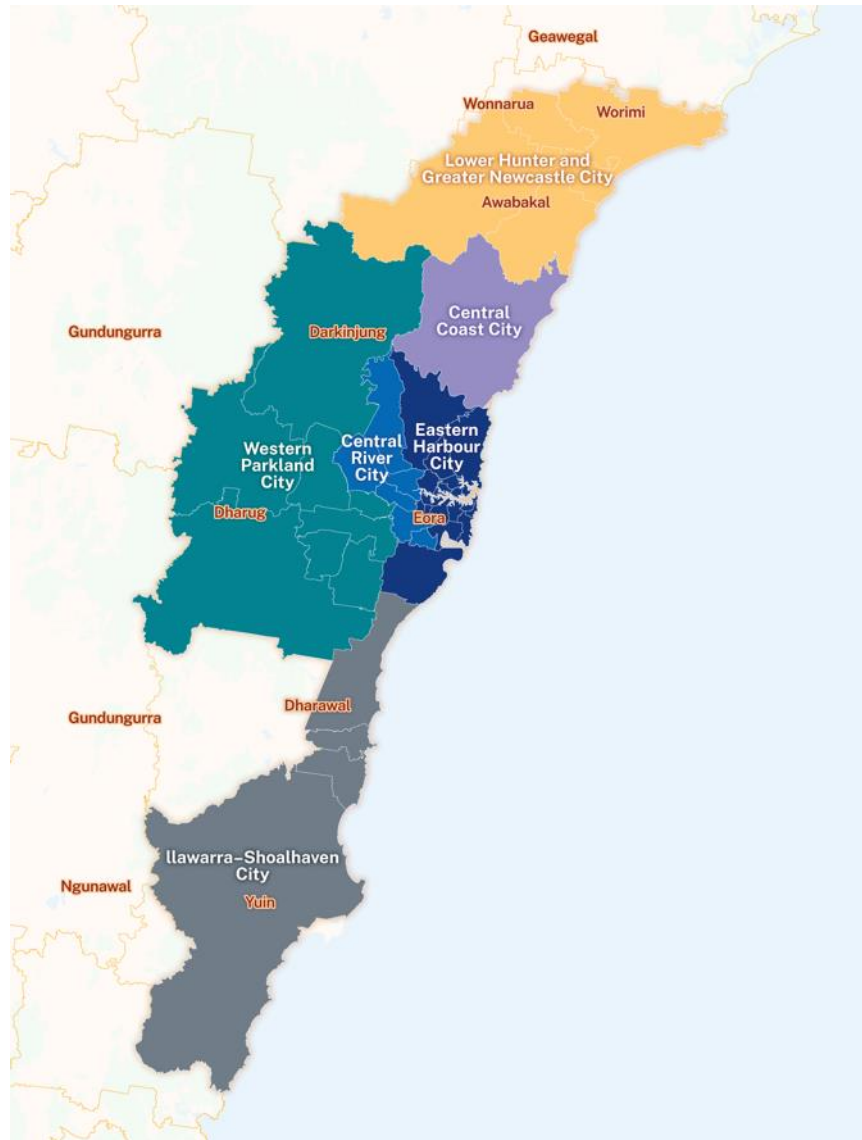 Geawegal
Wonnarua
Worimi
Lower Hunter and
Greater Newcastle City
Awabakal
Gundungurra
Darkinjung
Central
Coast City
Western
Parkland
City
Central
River
City
Eastern
Harbour
City
Dharug
Eora
Dharawal
Gundungurra
llawarra–Shoalhaven
City
Ngunawal
Yuin